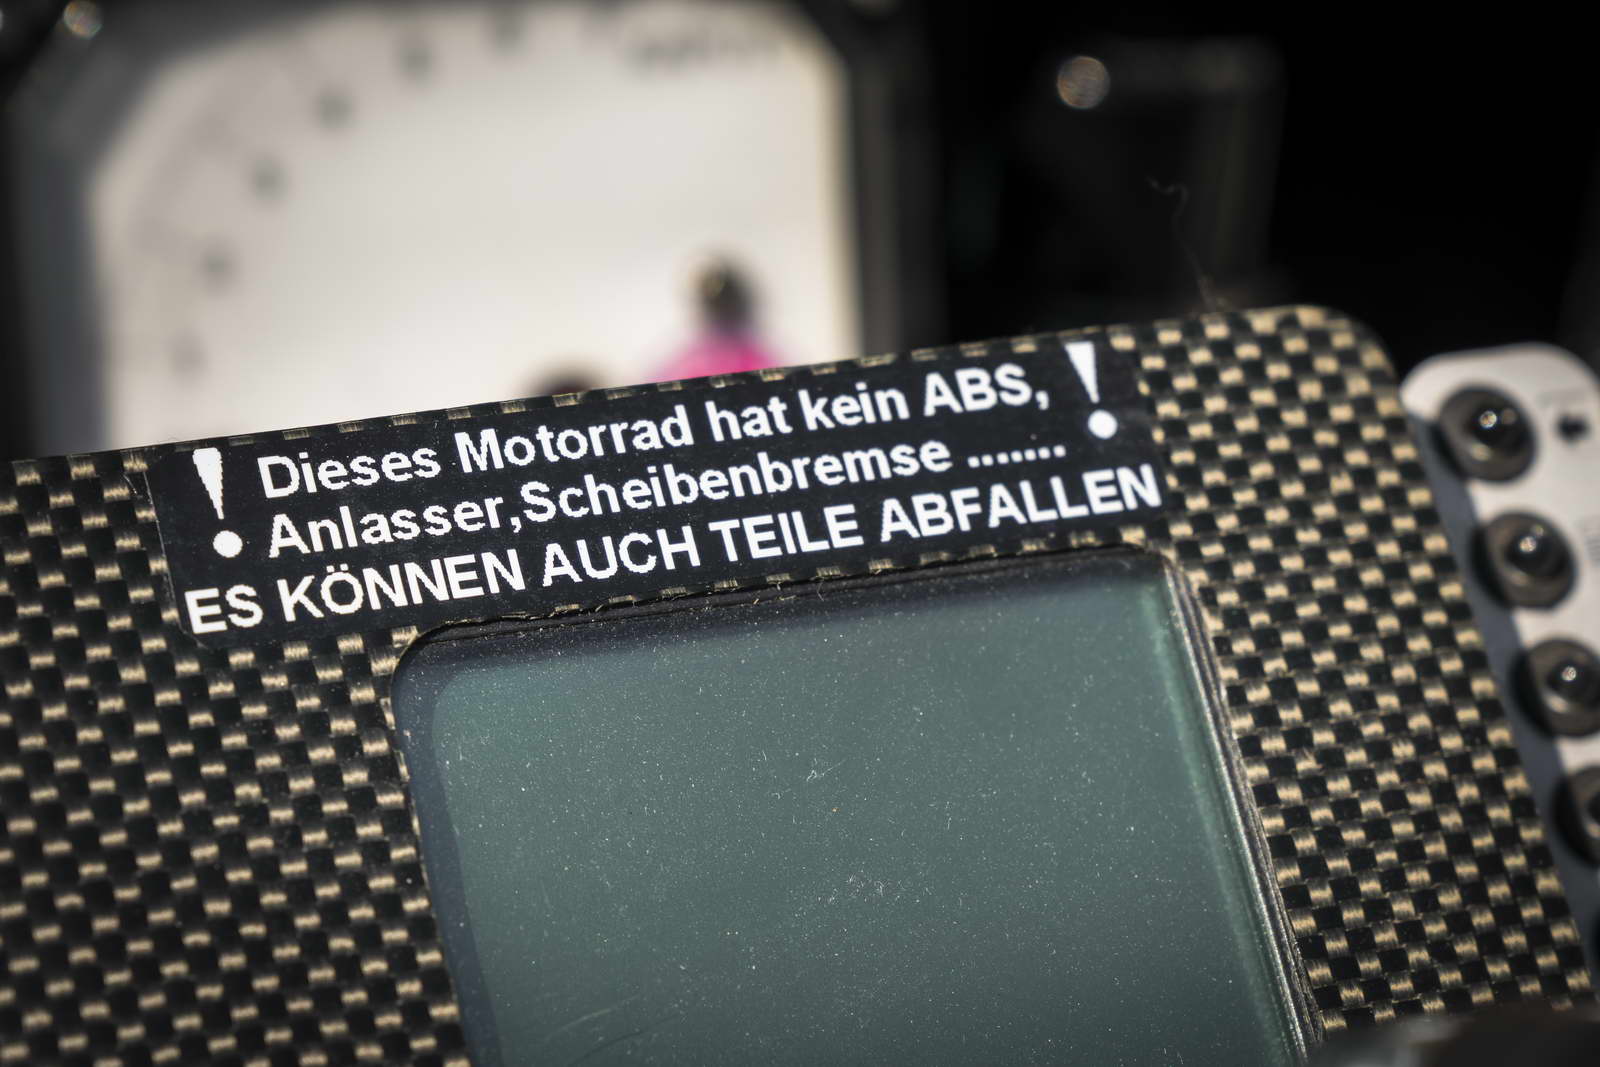 ! Dieses Motorrad hat kein ABS, !
Anlasser,Scheibenbremse .......
ES KÖNNEN AUCH TEILE ABFALLEN